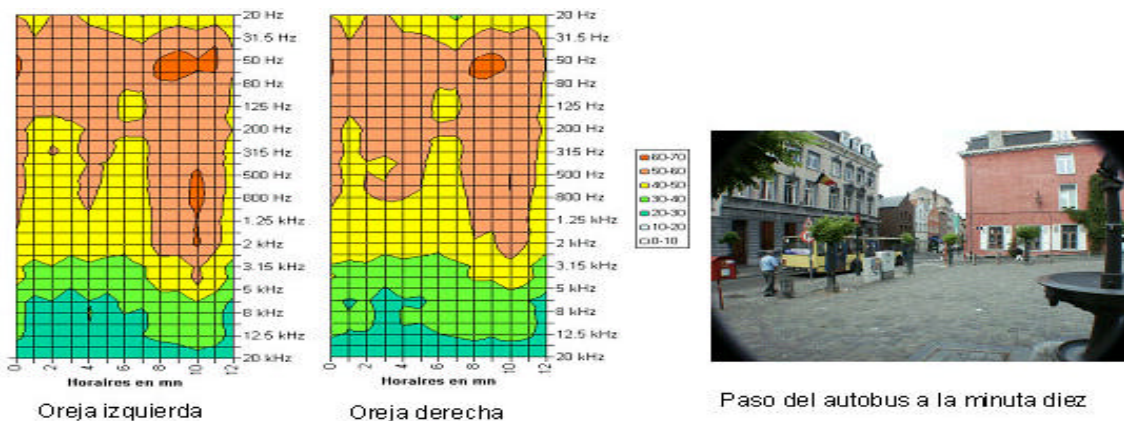 20 Hz
31.5 Hz
50 Hz
80 Hz
125 Hz
200 Hz
315 Hz
500 Hz
800 Hz
1.25 kHz
2 kHz
3.15 kHz
5 kHz
8 kHz
12.5 kHz
20 kHz
0 2 4 6 8 10 12
Horaires en mn
Oreja izquierda
20 Hz
31.5 Hz
50 Hz
80 Hz
125 Hz
200 Hz
315 Hz
500 Hz
800 Hz
1.25 kHz
2 kHz
3.15 kHz
5 kHz
8 kHz
12.5 kHz
20 kHz
0 2 4 6 8 10 12
Horaires en mn
Oreja derecha
60-70
50-60
40-50
30-40
20-30
10-20
0-10
Paso del autobus a la minuta diez